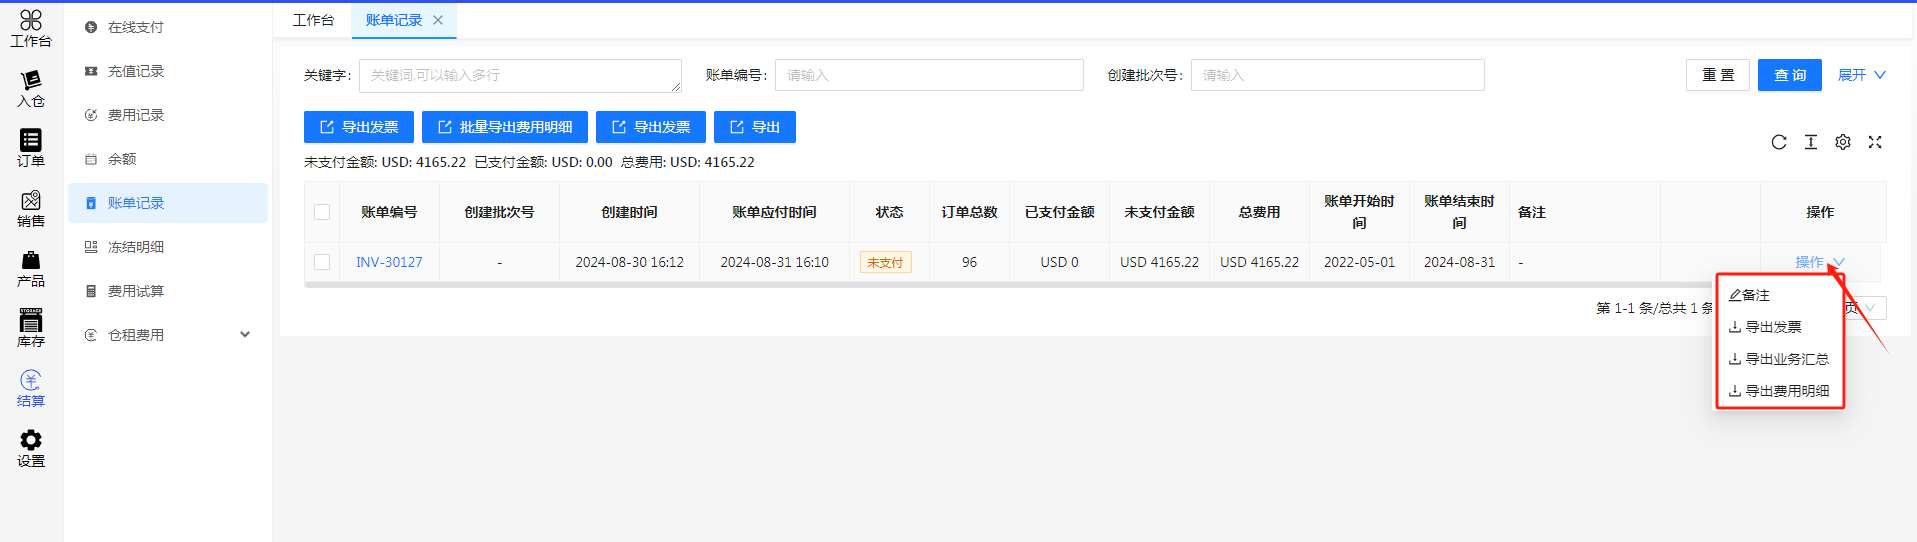 工作台
入仓
订单
销售
产品
STORAGE
库存
结算
设置
在线支付
充值记录
费用记录
余额
账单记录
冻结明细
费用试算
仓租费用
工作台 账单记录
关键字: 关键词,可以输入多行 账单编号: 请输入 创建批次号: 请输入 重 置 查 询 展开
导出发票 批量导出费用明细 导出发票 导出
未支付金额: USD: 4165.22 已支付金额: USD: 0.00 总费用: USD: 4165.22
账单编号 创建批次号 创建时间 账单应付时间 状态 订单总数 已支付金额 未支付金额 总费用 账单开始时间 账单结束时间 备注 操作
INV-30127 - 2024-08-30 16:12 2024-08-31 16:10 未支付 96 USD 0 USD 4165.22 USD 4165.22 2022-05-01 2024-08-31 - 操作
第 1-1 条/总共 1 条 页
备注
导出发票
导出业务汇总
导出费用明细